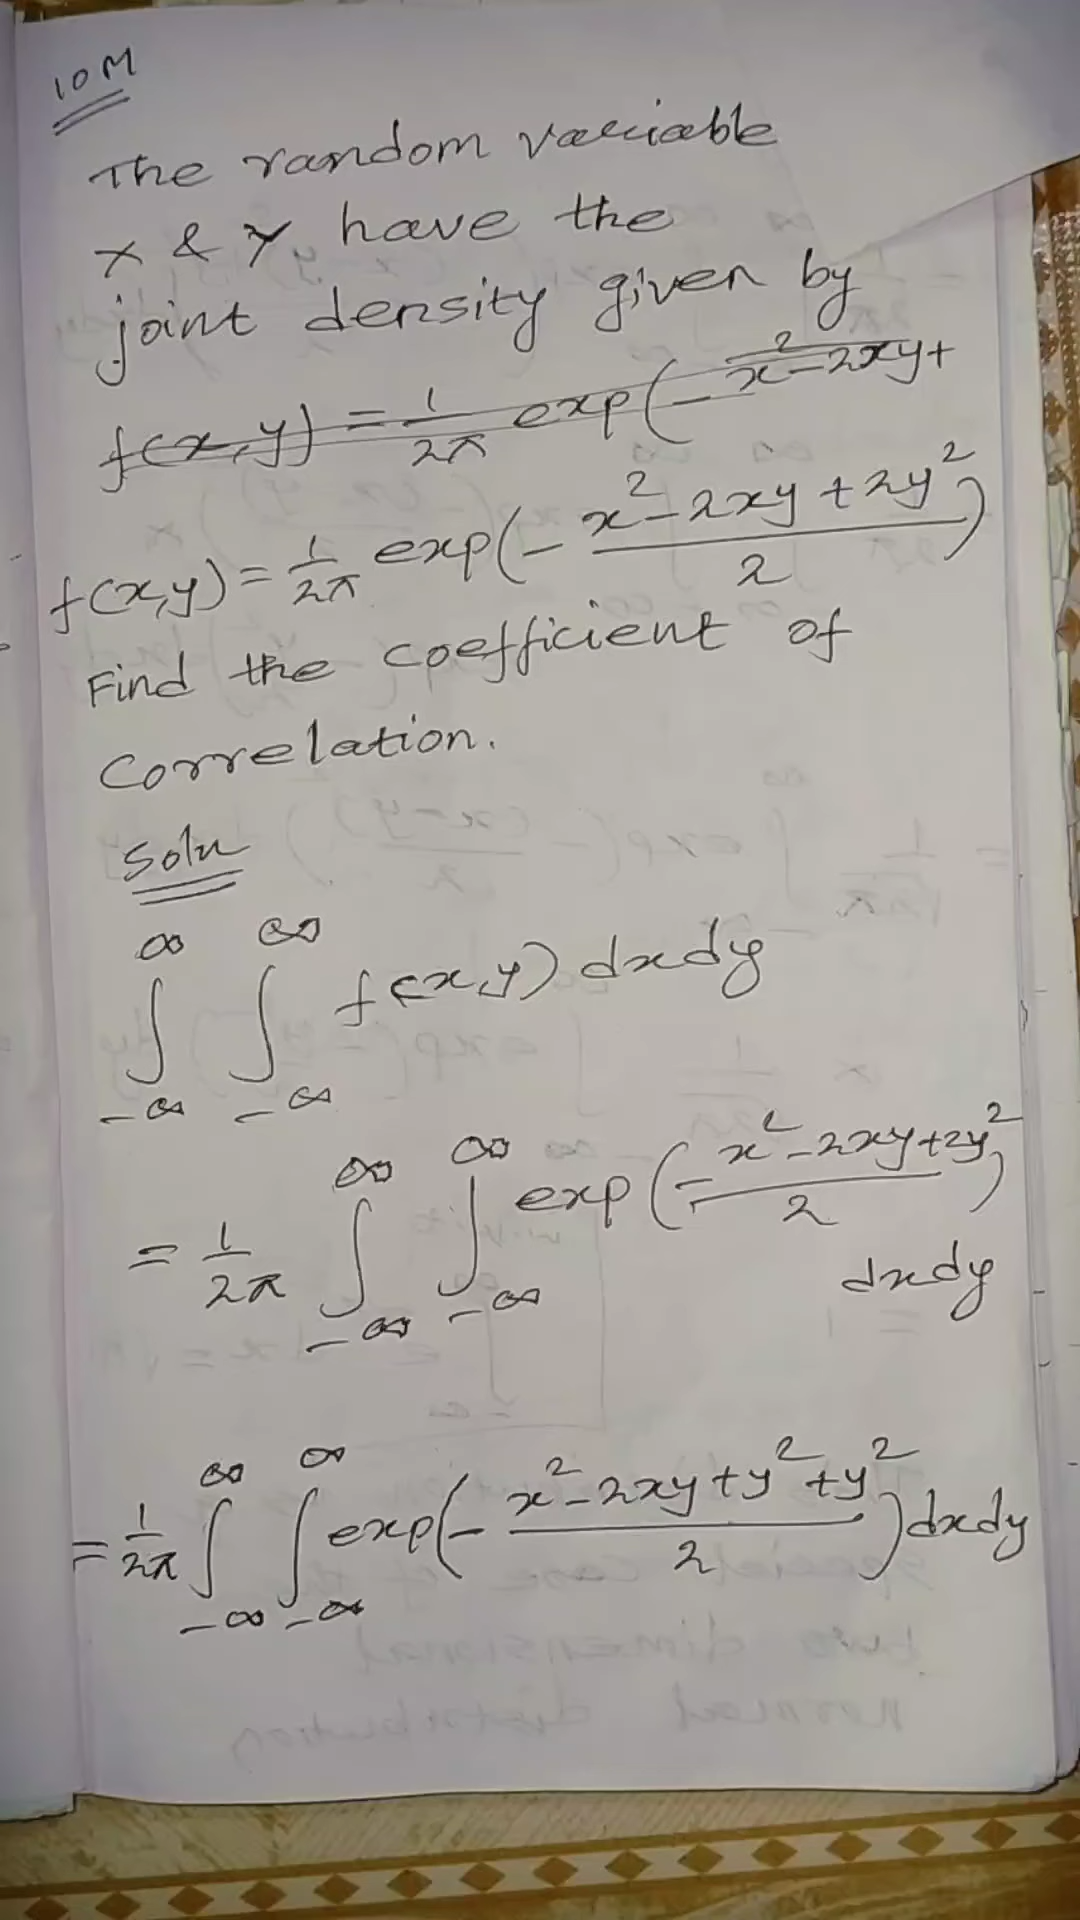 10M
The random variable
X & Y have the
joint density given by
f(x,y) = 1/2π exp(- x²-2xy+
f(x,y) = 1/2π exp(- x²-2xy+2y²/2)
Find the coefficient of
correlation.
Soln
∫_{-∞}^{∞} ∫_{-∞}^{∞} f(x,y) dxdy
= 1/2π ∫_{-∞}^{∞} ∫_{-∞}^{∞} exp(- x²-2xy+2y²/2) dxdy
= 1/2π ∫_{-∞}^{∞} ∫_{-∞}^{∞} exp(- x²-2xy+y²+y²/2) dxdy